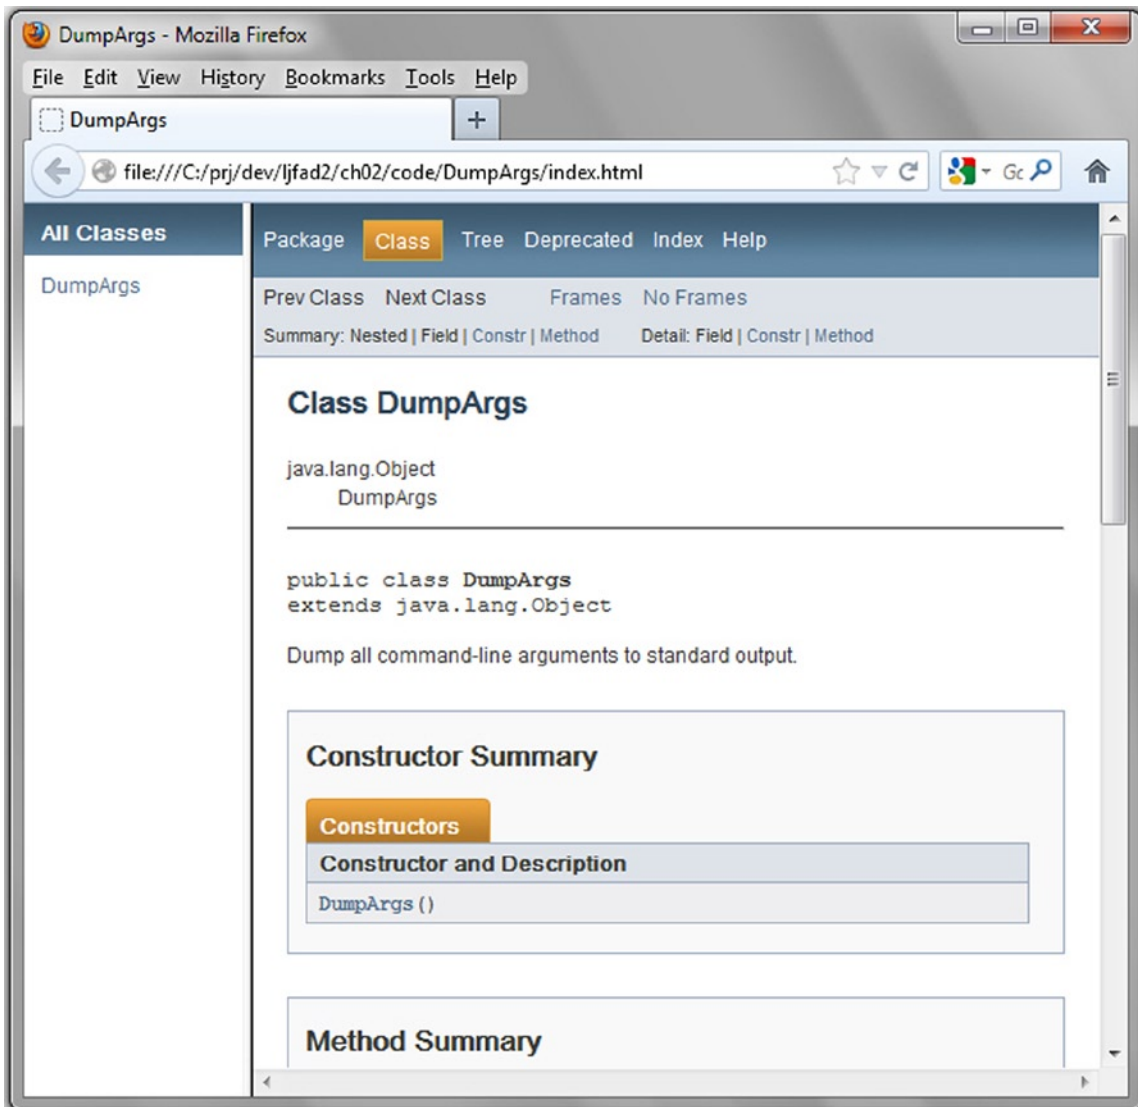 DumpArgs - Mozilla Firefox
File Edit View History Bookmarks Tools Help
DumpArgs +
file:///C:/prj/dev/ljfad2/ch02/code/DumpArgs/index.html
All Classes
DumpArgs
Package Class Tree Deprecated Index Help
Prev Class Next Class Frames No Frames
Summary: Nested | Field | Constr | Method Detail: Field | Constr | Method
Class DumpArgs
java.lang.Object
DumpArgs
public class DumpArgs
extends java.lang.Object
Dump all command-line arguments to standard output.
Constructor Summary
Constructors
Constructor and Description
DumpArgs()
Method Summary